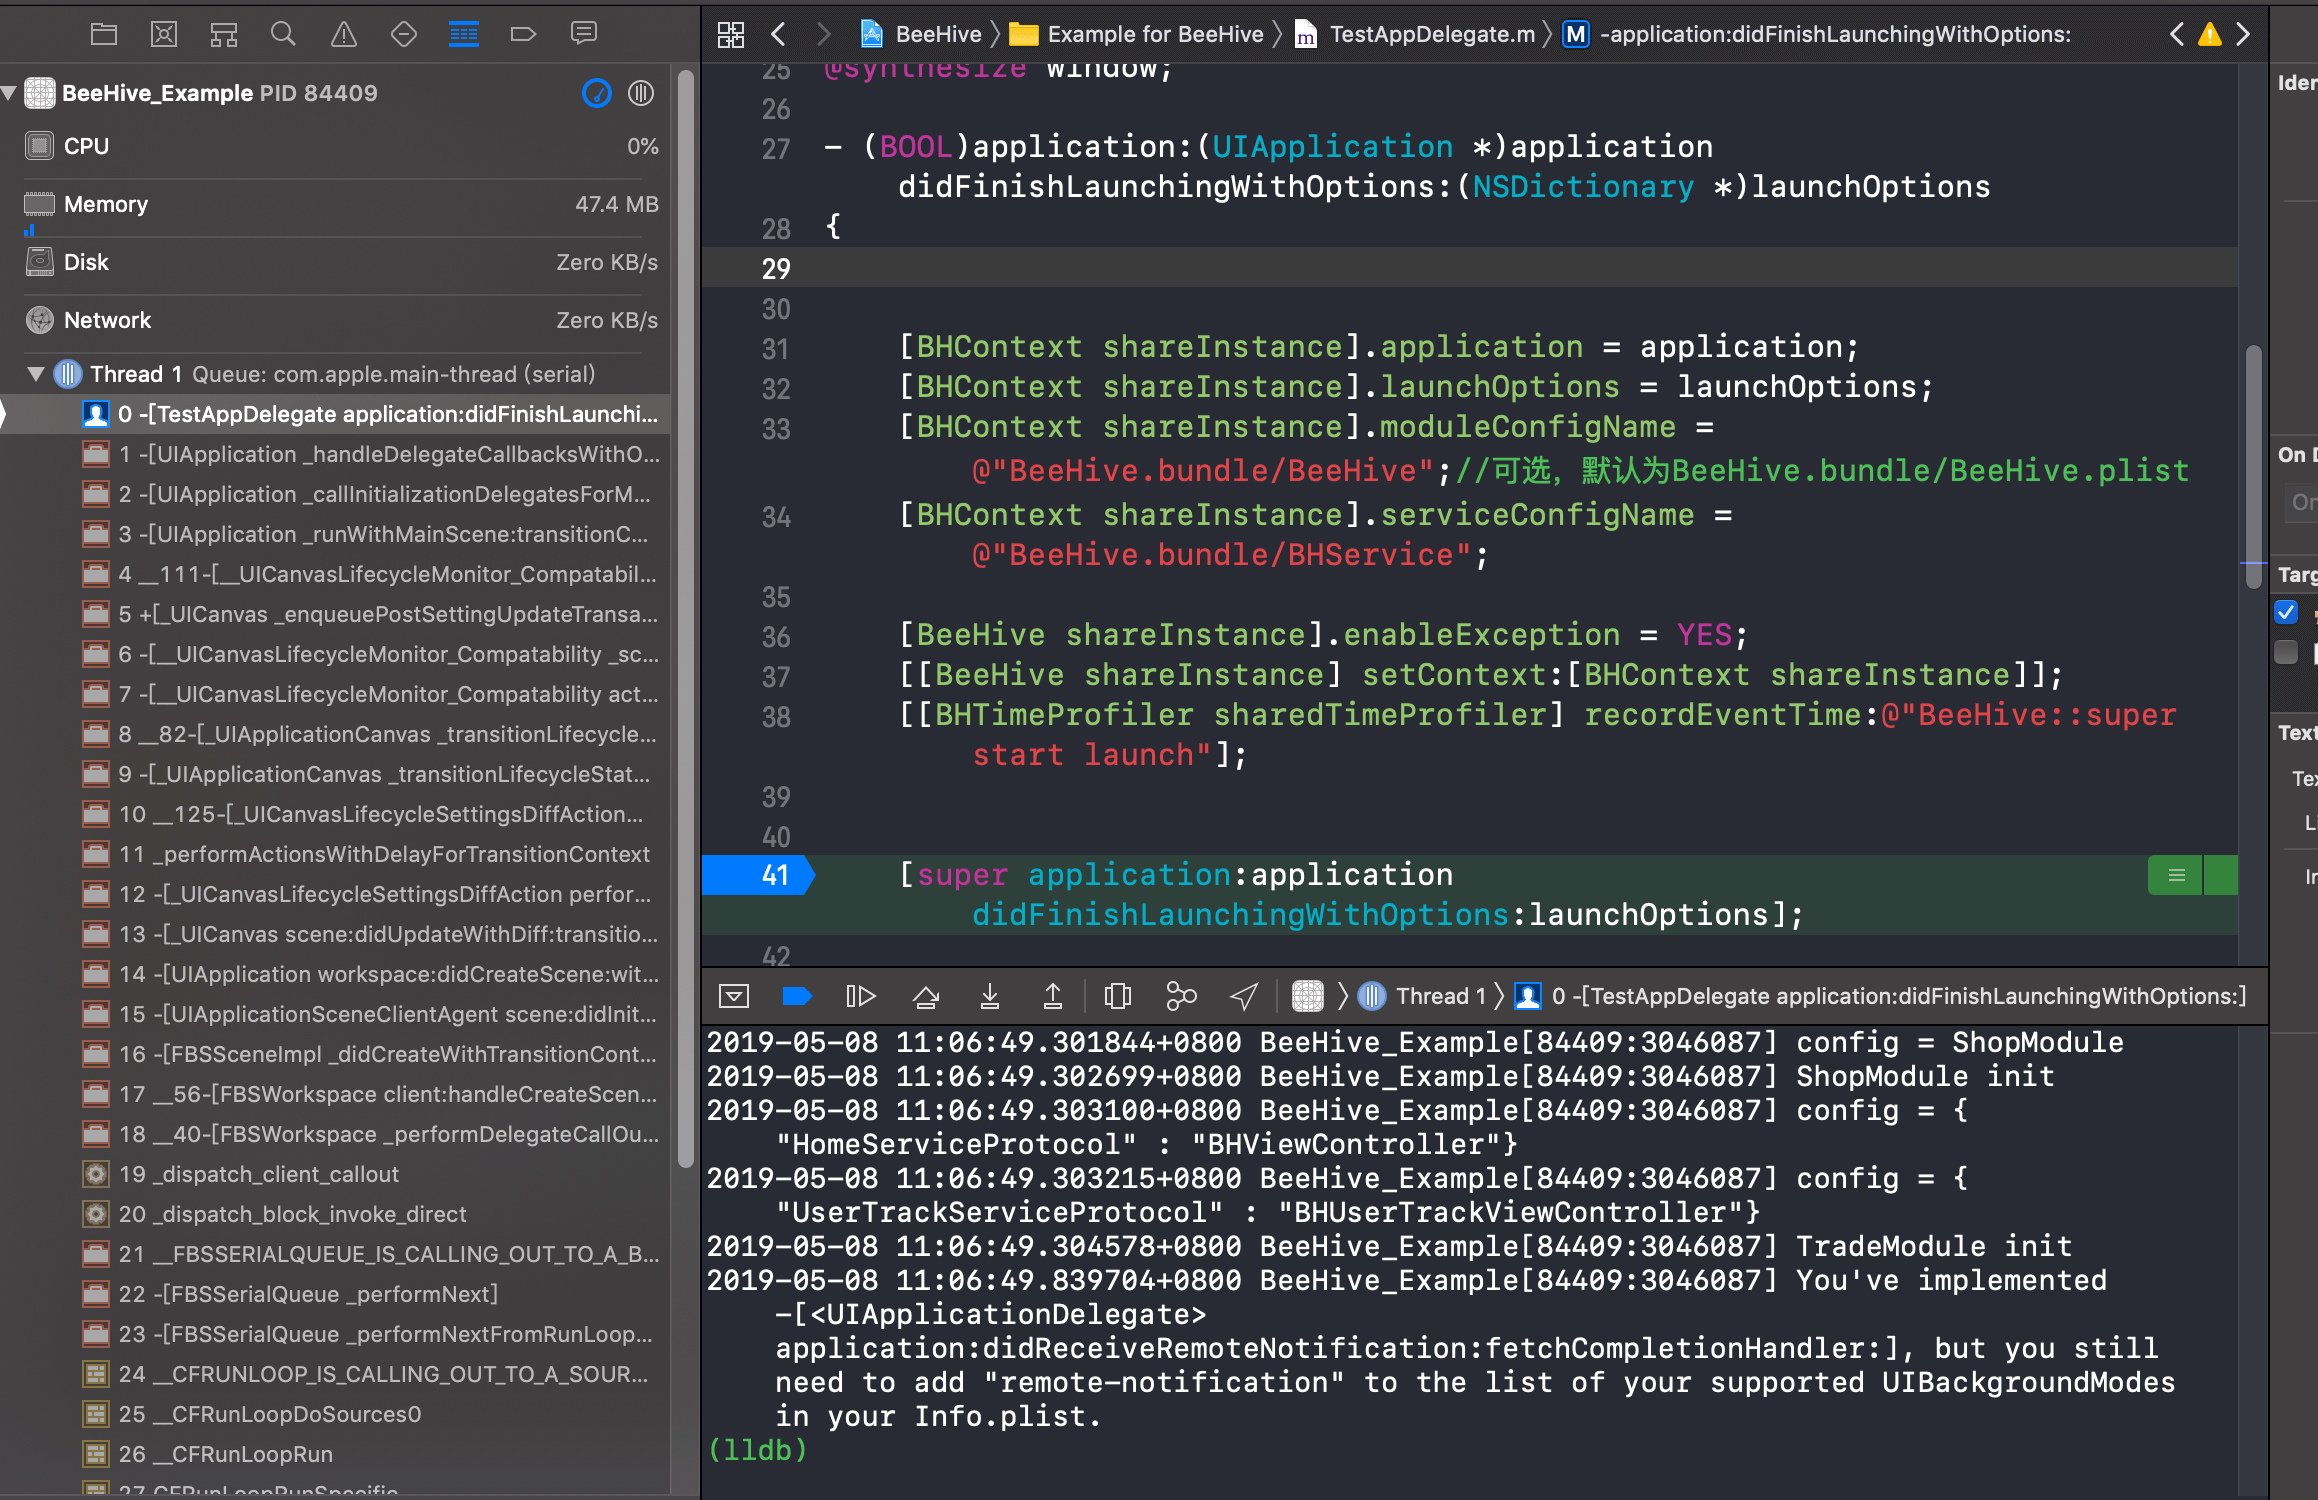 BeeHive_Example PID 84409
CPU 0%
Memory 47.4 MB
Disk Zero KB/s
Network Zero KB/s
Thread 1 Queue: com.apple.main-thread (serial)
0 -[TestAppDelegate application:didFinishLaunchi...
1 -[UIApplication _handleDelegateCallbacksWithO...
2 -[UIApplication _callInitializationDelegatesForM...
3 -[UIApplication _runWithMainScene:transitionC...
4 __111-[__UICanvasLifecycleMonitor_Compatabil...
5 +[_UICanvas _enqueuePostSettingUpdateTransa...
6 -[__UICanvasLifecycleMonitor_Compatability _sc...
7 -[__UICanvasLifecycleMonitor_Compatability act...
8 __82-[_UIApplicationCanvas _transitionLifecycle...
9 -[_UIApplicationCanvas _transitionLifecycleStat...
10 __125-[_UICanvasLifecycleSettingsDiffAction...
11 _performActionsWithDelayForTransitionContext
12 -[_UICanvasLifecycleSettingsDiffAction perfor...
13 -[_UICanvas scene:didUpdateWithDiff:transitio...
14 -[UIApplication workspace:didCreateScene:wit...
15 -[UIApplicationSceneClientAgent scene:didInit...
16 -[FBSSceneImpl _didCreateWithTransitionCont...
17 __56-[FBSWorkspace client:handleCreateScen...
18 __40-[FBSWorkspace _performDelegateCallOu...
19 _dispatch_client_callout
20 _dispatch_block_invoke_direct
21 __FBSSERIALQUEUE_IS_CALLING_OUT_TO_A_B...
22 -[FBSSerialQueue _performNext]
23 -[FBSSerialQueue _performNextFromRunLoop...
24 __CFRUNLOOP_IS_CALLING_OUT_TO_A_SOUR...
25 __CFRunLoopDoSources0
26 __CFRunLoopRun
27 CFRunLoopRunSpecific
BeeHive 〉 Example for BeeHive 〉 m TestAppDelegate.m 〉 M -application:didFinishLaunchingWithOptions:
25 @synthesize window;
26
27 - (BOOL)application:(UIApplication *)application
didFinishLaunchingWithOptions:(NSDictionary *)launchOptions
28 {
29
30
31 [BHContext shareInstance].application = application;
32 [BHContext shareInstance].launchOptions = launchOptions;
33 [BHContext shareInstance].moduleConfigName =
@"BeeHive.bundle/BeeHive";//可选，默认为BeeHive.bundle/BeeHive.plist
34 [BHContext shareInstance].serviceConfigName =
@"BeeHive.bundle/BHService";
35
36 [BeeHive shareInstance].enableException = YES;
37 [[BeeHive shareInstance] setContext:[BHContext shareInstance]];
38 [[BHTimeProfiler sharedTimeProfiler] recordEventTime:@"BeeHive::super
start launch"];
39
40
41 [super application:application
didFinishLaunchingWithOptions:launchOptions];
42
Thread 1 〉 0 -[TestAppDelegate application:didFinishLaunchingWithOptions:]
2019-05-08 11:06:49.301844+0800 BeeHive_Example[84409:3046087] config = ShopModule
2019-05-08 11:06:49.302699+0800 BeeHive_Example[84409:3046087] ShopModule init
2019-05-08 11:06:49.303100+0800 BeeHive_Example[84409:3046087] config = {
"HomeServiceProtocol" : "BHViewController"}
2019-05-08 11:06:49.303215+0800 BeeHive_Example[84409:3046087] config = {
"UserTrackServiceProtocol" : "BHUserTrackViewController"}
2019-05-08 11:06:49.304578+0800 BeeHive_Example[84409:3046087] TradeModule init
2019-05-08 11:06:49.839704+0800 BeeHive_Example[84409:3046087] You've implemented
-[<UIApplicationDelegate>
application:didReceiveRemoteNotification:fetchCompletionHandler:], but you still
need to add "remote-notification" to the list of your supported UIBackgroundModes
in your Info.plist.
(lldb)
On
Text